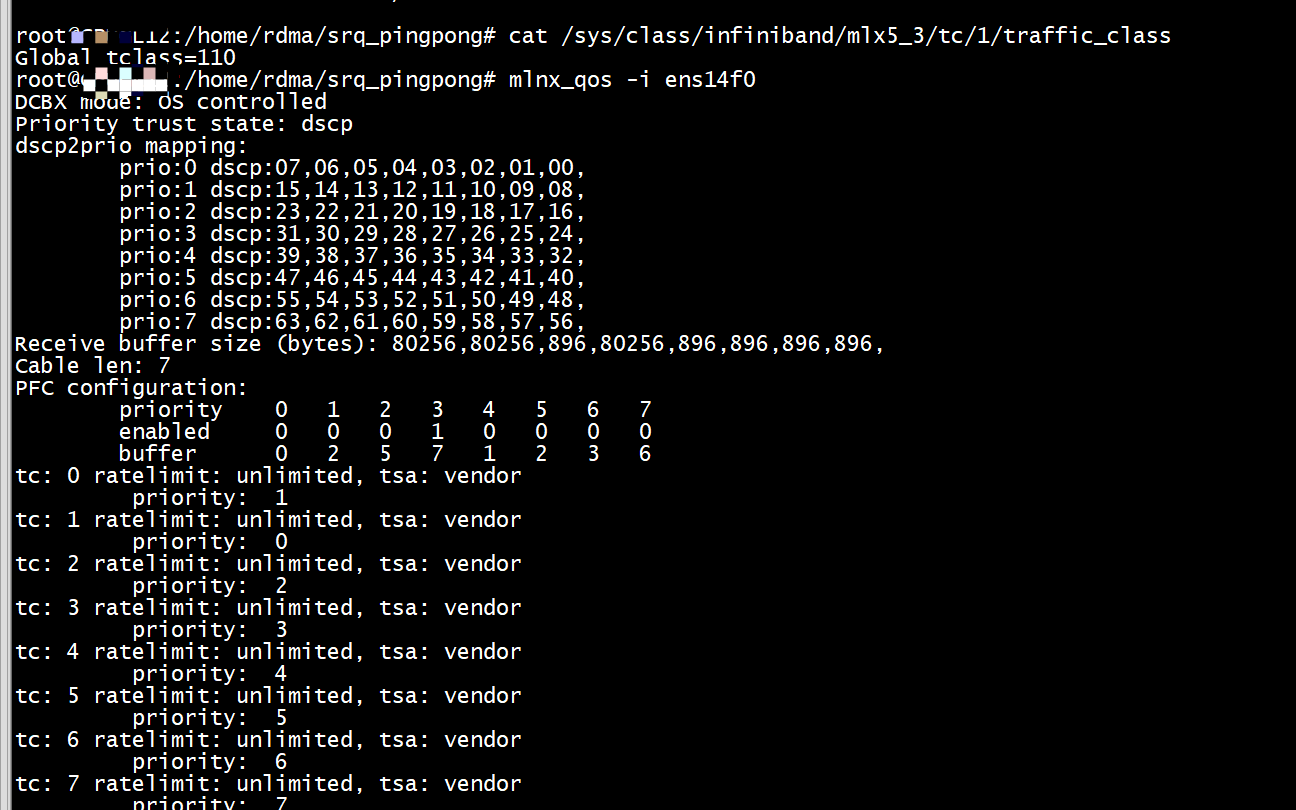 root@ L12:/home/rdma/srq_pingpong# cat /sys/class/infiniband/mlx5_3/tc/1/traffic_class
Global tclass=110
root@ :/home/rdma/srq_pingpong# mlnx_qos -i ens14f0
DCBX mode: OS controlled
Priority trust state: dscp
dscp2prio mapping:
prio:0 dscp:07,06,05,04,03,02,01,00,
prio:1 dscp:15,14,13,12,11,10,09,08,
prio:2 dscp:23,22,21,20,19,18,17,16,
prio:3 dscp:31,30,29,28,27,26,25,24,
prio:4 dscp:39,38,37,36,35,34,33,32,
prio:5 dscp:47,46,45,44,43,42,41,40,
prio:6 dscp:55,54,53,52,51,50,49,48,
prio:7 dscp:63,62,61,60,59,58,57,56,
Receive buffer size (bytes): 80256,80256,896,80256,896,896,896,896,
Cable len: 7
PFC configuration:
priority 0 1 2 3 4 5 6 7
enabled 0 0 0 1 0 0 0 0
buffer 0 2 5 7 1 2 3 6
tc: 0 ratelimit: unlimited, tsa: vendor
priority: 1
tc: 1 ratelimit: unlimited, tsa: vendor
priority: 0
tc: 2 ratelimit: unlimited, tsa: vendor
priority: 2
tc: 3 ratelimit: unlimited, tsa: vendor
priority: 3
tc: 4 ratelimit: unlimited, tsa: vendor
priority: 4
tc: 5 ratelimit: unlimited, tsa: vendor
priority: 5
tc: 6 ratelimit: unlimited, tsa: vendor
priority: 6
tc: 7 ratelimit: unlimited, tsa: vendor
priority: 7